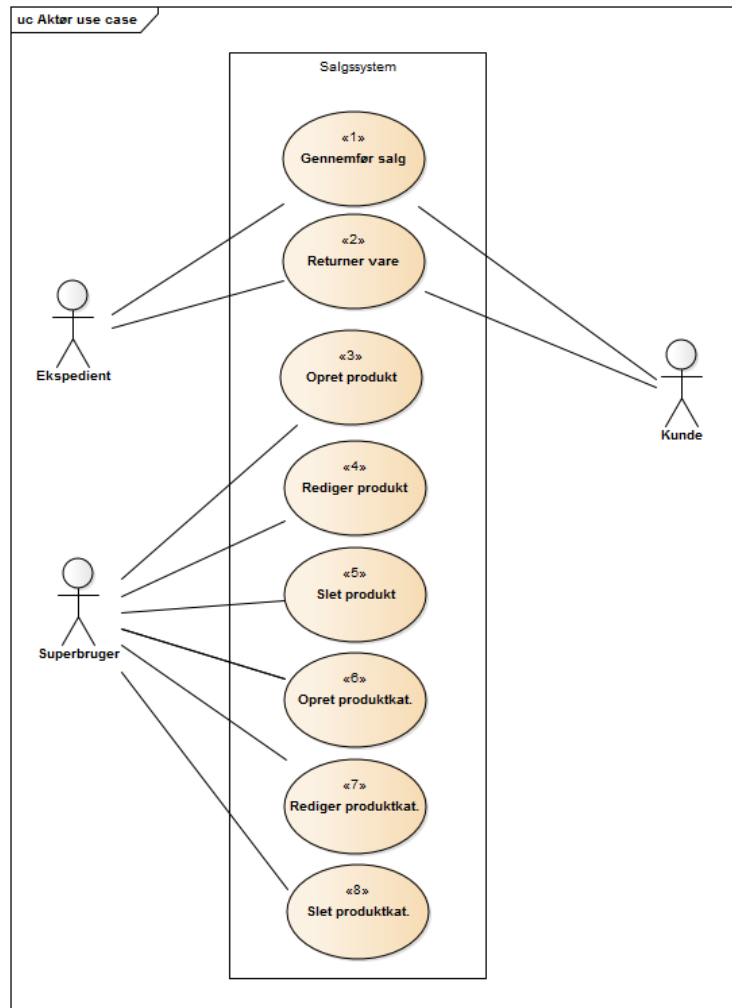 uc Aktør use case
Salgssystem
«1»
Gennemfør salg
«2»
Returner vare
Ekspedient
«3»
Opret produkt
Kunde
«4»
Rediger produkt
«5»
Slet produkt
Superbruger
«6»
Opret produktkat.
«7»
Rediger produktkat.
«8»
Slet produktkat.